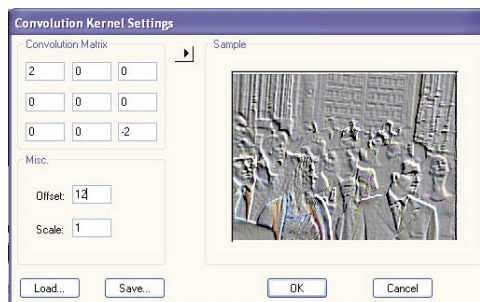 Convolution Kernel Settings
Convolution Matrix
2 0 0
0 0 0
0 0 -2
Misc.
Offset: 12
Scale: 1
Load... Save...
Sample
OK Cancel